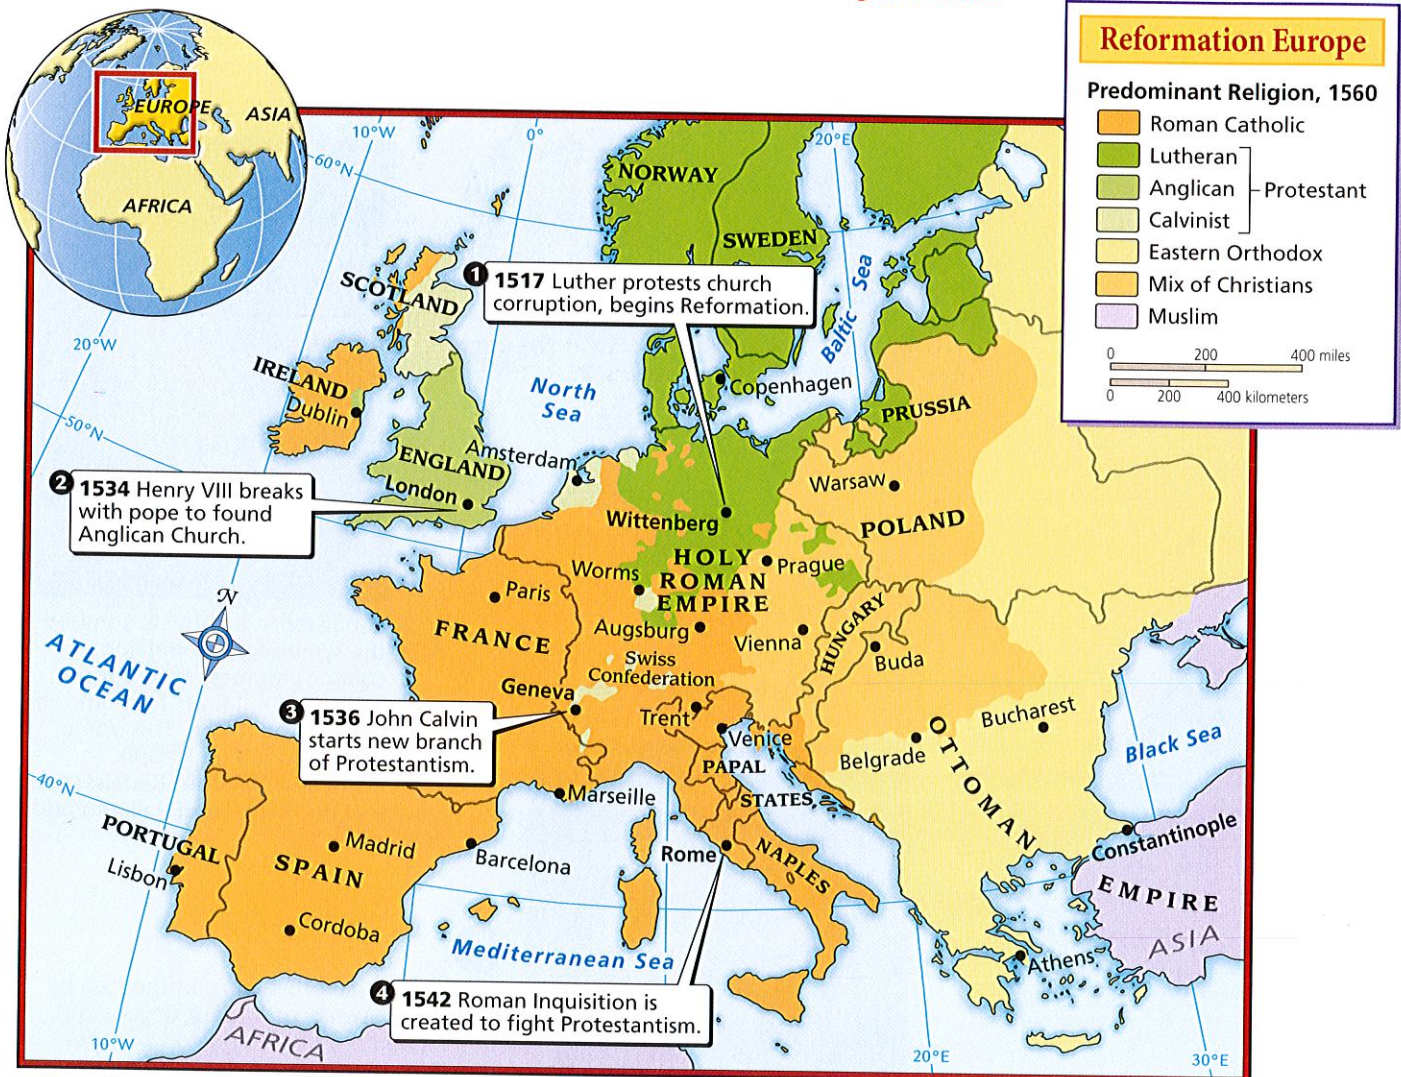 Reformation Europe
Predominant Religion, 1560
Roman Catholic
Lutheran
Anglican
Calvinist
Protestant
Eastern Orthodox
Mix of Christians
Muslim
0 200 400 miles
0 200 400 kilometers
EUROPE
ASIA
AFRICA
10°W
0°
20°E
60°N
NORWAY
SWEDEN
SCOTLAND
1 1517 Luther protests church
corruption, begins Reformation.
Baltic Sea
20°W
IRELAND
Dublin
North
Sea
Copenhagen
PRUSSIA
50°N
ENGLAND
Amsterdam
London
Warsaw
POLAND
2 1534 Henry VIII breaks
with pope to found
Anglican Church.
Wittenberg
HOLY
ROMAN
EMPIRE
Prague
Worms
Paris
FRANCE
Augsburg
Vienna
HUNGARY
Buda
N
ATLANTIC
OCEAN
Swiss
Confederation
Geneva
3 1536 John Calvin
starts new branch
of Protestantism.
Trent
Venice
Belgrade
Bucharest
Black Sea
PAPAL
STATES
OTTOMAN
EMPIRE
40°N
Marseille
PORTUGAL
Lisbon
Madrid
SPAIN
Barcelona
Cordoba
Rome
NAPLES
Constantinople
ASIA
Athens
Mediterranean Sea
4 1542 Roman Inquisition is
created to fight Protestantism.
AFRICA
10°W
20°E
30°E